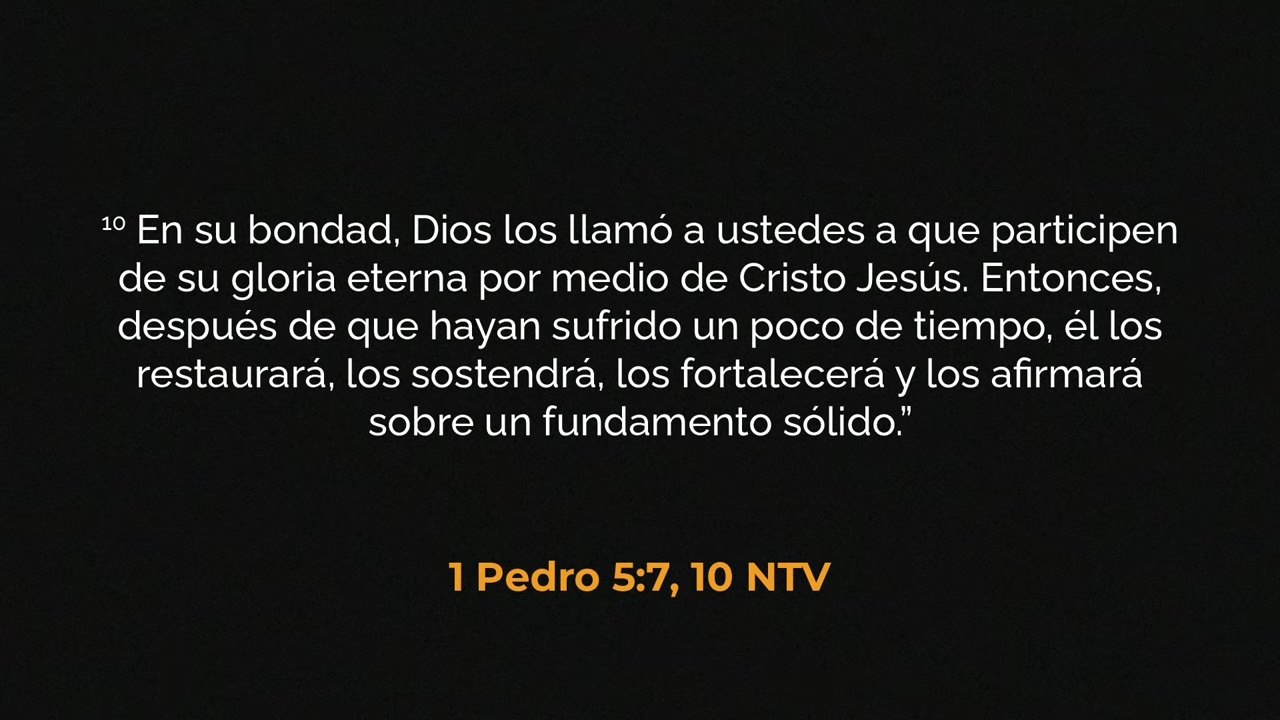 ¹⁰ En su bondad, Dios los llamó a ustedes a que participen
de su gloria eterna por medio de Cristo Jesús. Entonces,
después de que hayan sufrido un poco de tiempo, él los
restaurará, los sostendrá, los fortalecerá y los afirmará
sobre un fundamento sólido.”
1 Pedro 5:7, 10 NTV